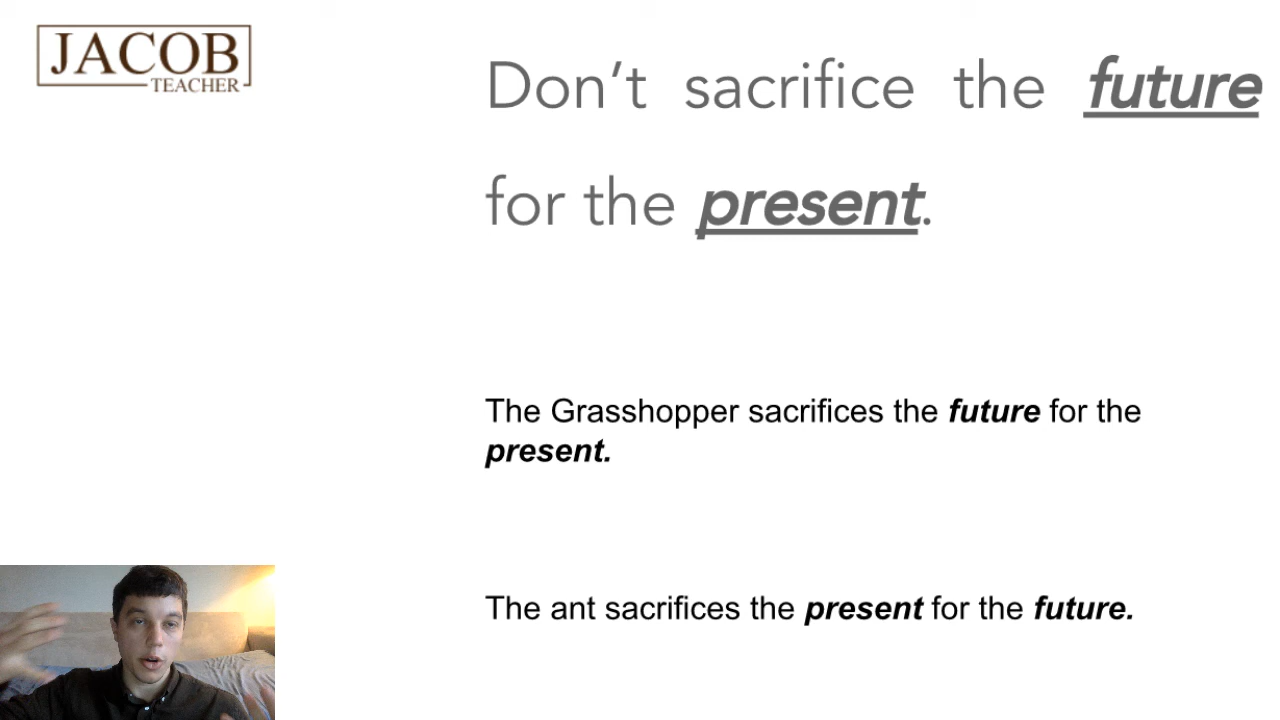 JACOB
TEACHER
Don’t sacrifice the future
for the present.
The Grasshopper sacrifices the future for the
present.
The ant sacrifices the present for the future.